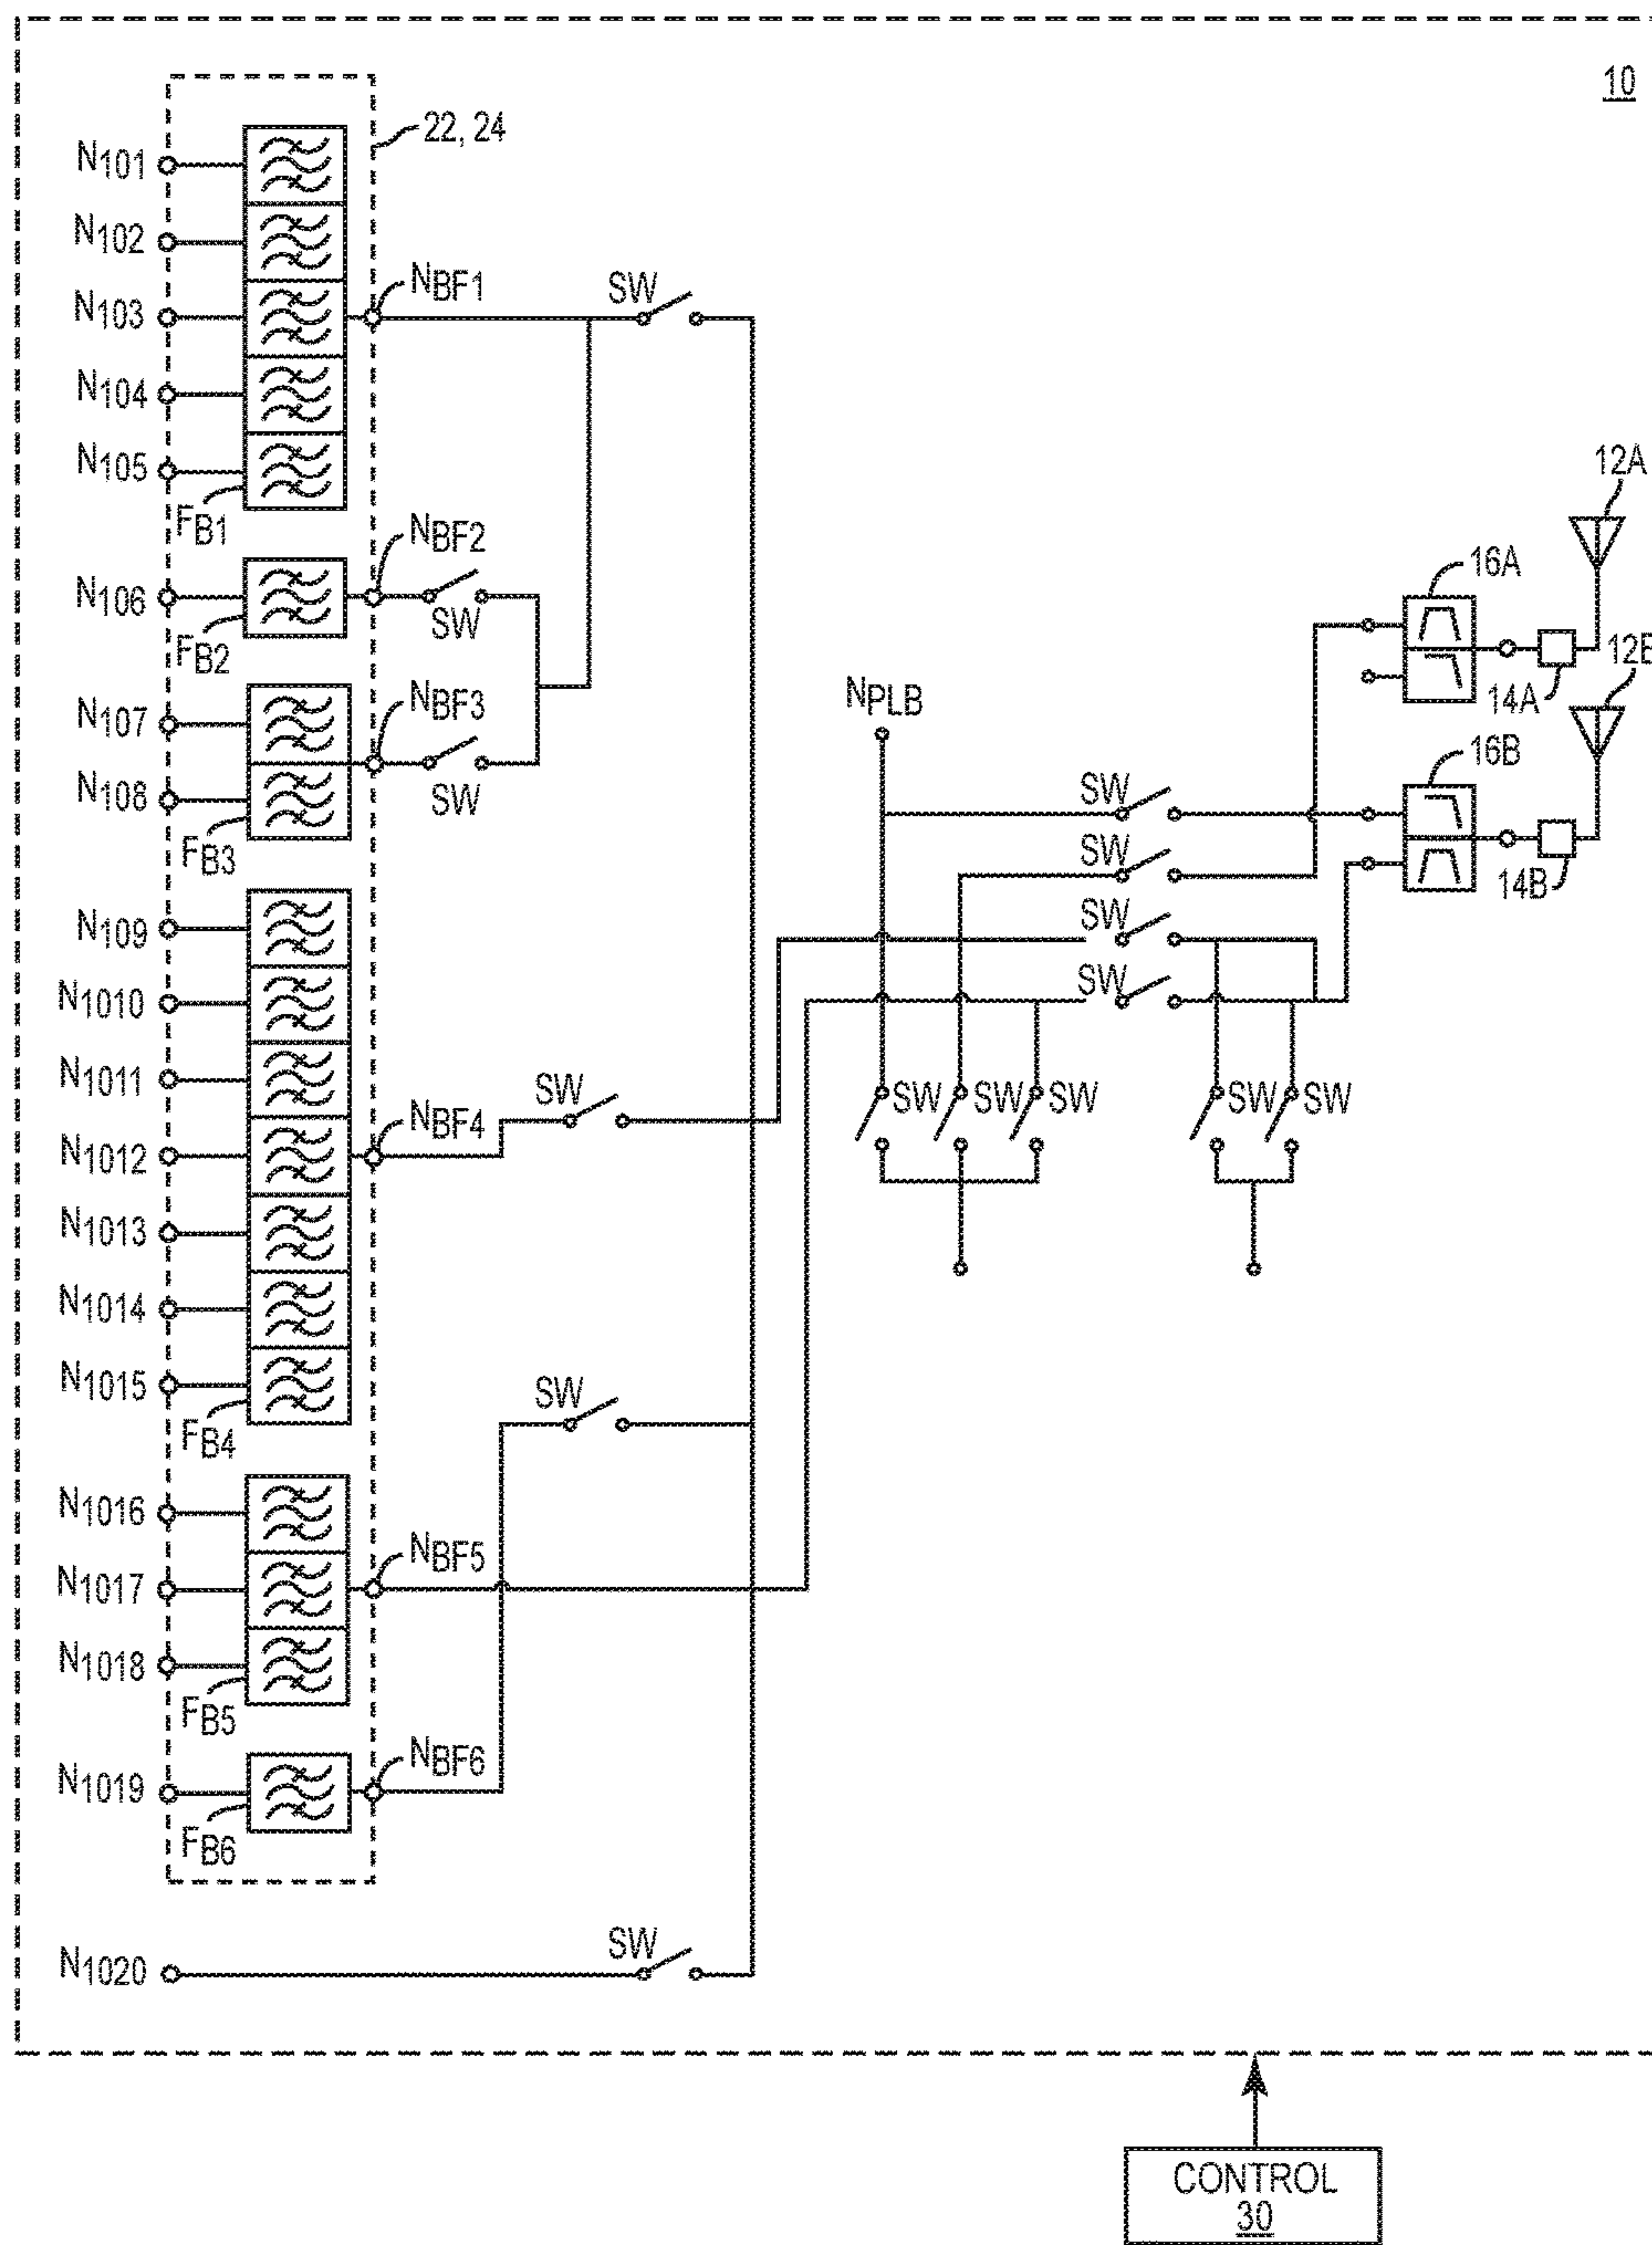 10
22, 24
N101
N102
N103
NBF1
SW
N104
N105
FB1
12A
NBF2
16A
N106
SW
FB2
12B
NBF3
NPLB
14A
N107
16B
N108
SW
SW
FB3
SW
14B
N109
SW
N1010
SW
N1011
SW
SW SW SW
SW SW
NBF4
N1012
N1013
N1014
N1015
SW
FB4
N1016
NBF5
N1017
N1018
FB5
NBF6
N1019
FB6
SW
N1020
CONTROL
30